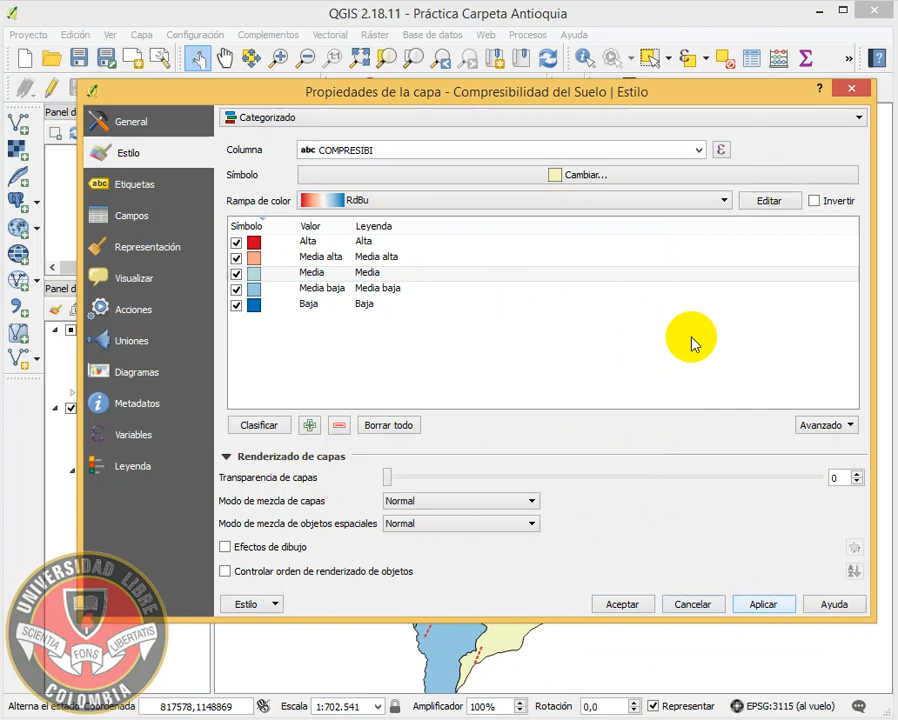 QGIS 2.18.11 - Práctica Carpeta Antioquia
Proyecto Edición Ver Capa Configuración Complementos Vectorial Ráster Base de datos Web Procesos Ayuda
Propiedades de la capa - Compresibilidad del Suelo | Estilo
Panel d
General
Categorizado
Estilo
Columna abc COMPRESIBI
Símbolo Cambiar...
Etiquetas
Rampa de color RdBu Editar Invertir
Campos
Símbolo Valor Leyenda
Alta Alta
Representación
Media alta Media alta
Media Media
Visualizar
Media baja Media baja
Panel d
Baja Baja
Acciones
Uniones
Diagramas
Metadatos
Clasificar Borrar todo Avanzado
Variables
Renderizado de capas
Leyenda
Transparencia de capas 0
Modo de mezcla de capas Normal
Modo de mezcla de objetos espaciales Normal
Efectos de dibujo
Controlar orden de renderizado de objetos
Estilo Aceptar Cancelar Aplicar Ayuda
UNIVERSIDAD LIBRE
SCIENTIA FONS LIBERTATIS
COLOMBIA
Alterna el estado Coordenada 817578,1148869 Escala 1:702.541 Amplificador 100% Rotación 0,0 Representar EPSG:3115 (al vuelo)